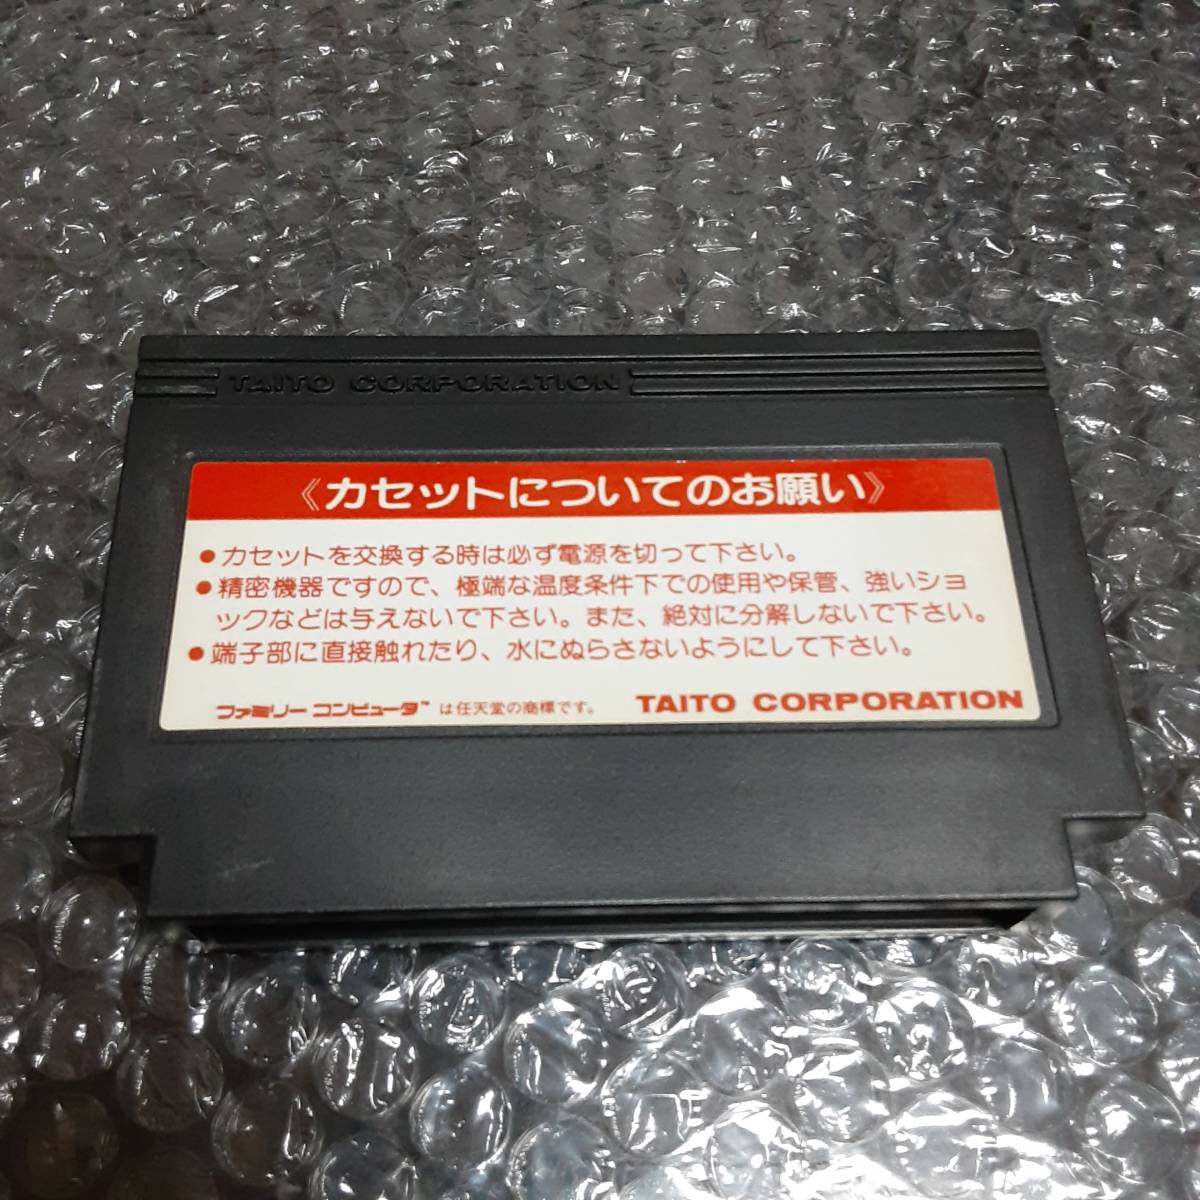 TAITO CORPORATION
《カセットについてのお願い》
●カセットを交換する時は必ず電源を切って下さい。
●精密機器ですので、極端な温度条件下での使用や保管、強いショ
ックなどは与えないで下さい。また、絶対に分解しないで下さい。
●端子部に直接触れたり、水にぬらさないようにして下さい。
ファミリーコンピュータ™は任天堂の商標です。 TAITO CORPORATION